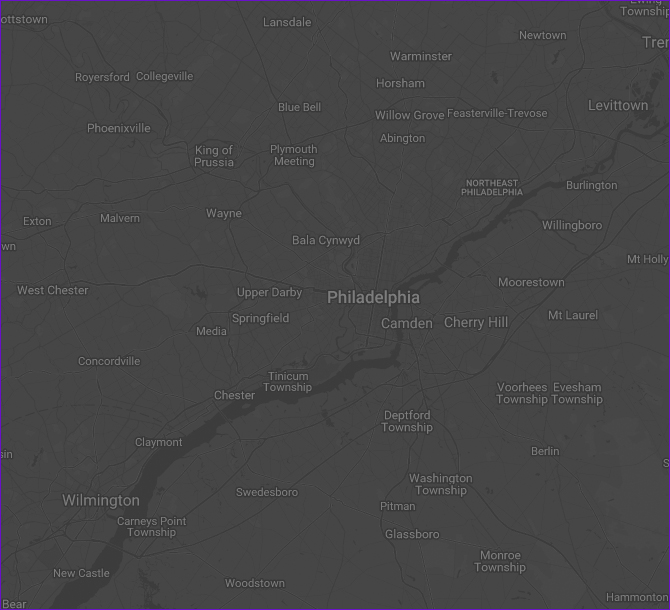 Ewing
Township
ottstown
Lansdale
Newtown
Tren
Warminster
Royersford
Collegeville
Horsham
Levittown
Blue Bell
Willow Grove
Feasterville-Trevose
Phoenixville
Abington
King of
Prussia
Plymouth
Meeting
NORTHEAST
PHILADELPHIA
Burlington
Exton
Malvern
Wayne
Willingboro
wn
Bala Cynwyd
Mt Holly
West Chester
Upper Darby
Philadelphia
Moorestown
Springfield
Camden
Cherry Hill
Mt Laurel
Media
Concordville
Tinicum
Township
Chester
Voorhees
Township
Evesham
Township
Deptford
Township
Claymont
sin
Berlin
S
Washington
Township
Wilmington
Swedesboro
Pitman
Carneys Point
Township
Glassboro
Monroe
Township
New Castle
Woodstown
Bear
Hammonton